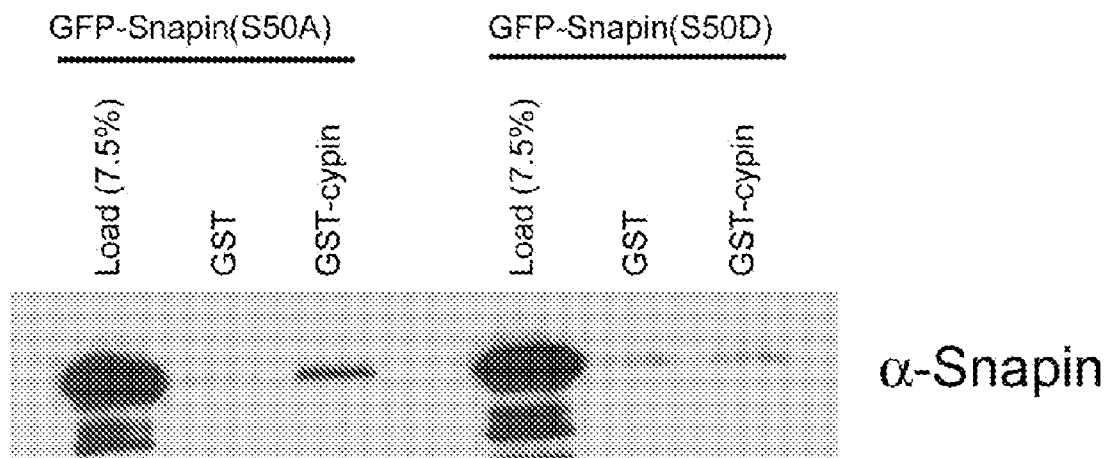 GFP-Snapin(S50A)
GFP-Snapin(S50D)
Load (7.5%)
GST
GST-cypin
Load (7.5%)
GST
GST-cypin
α-Snapin